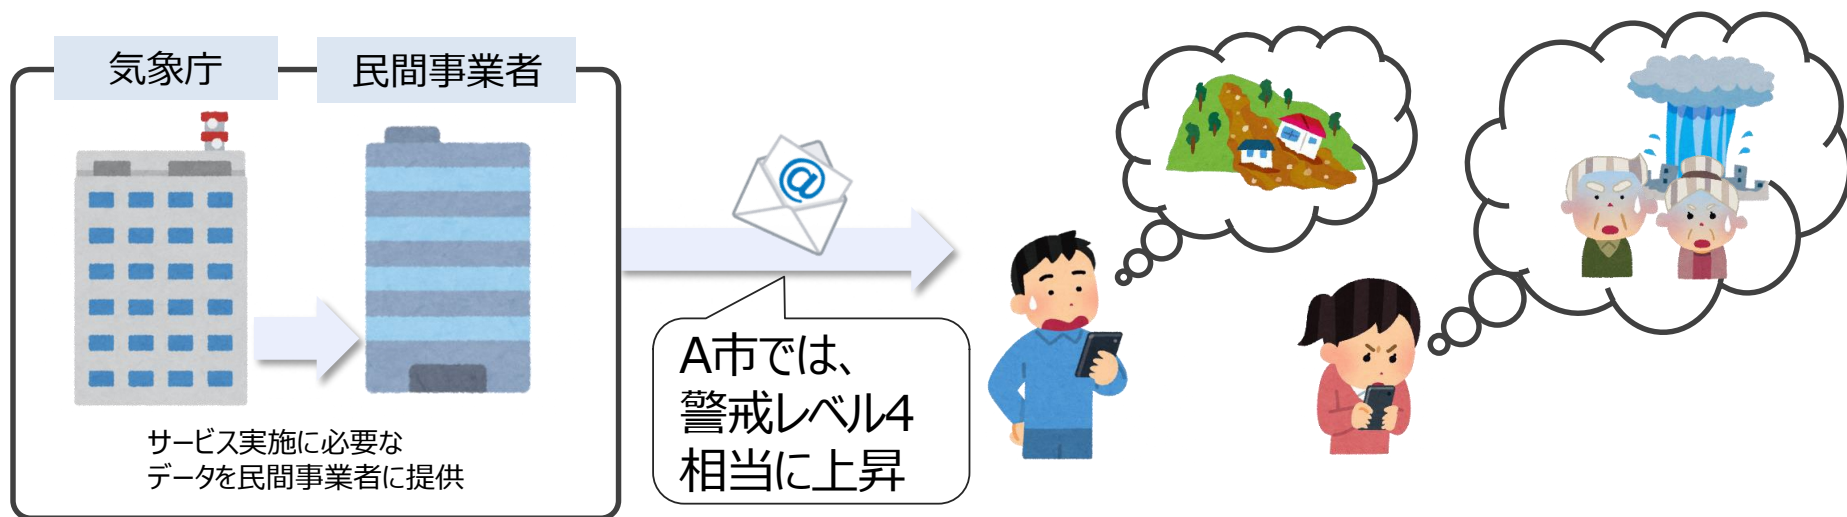 気象庁
民間事業者
サービス実施に必要な
データを民間事業者に提供
@
A市では、
警戒レベル4
相当に上昇